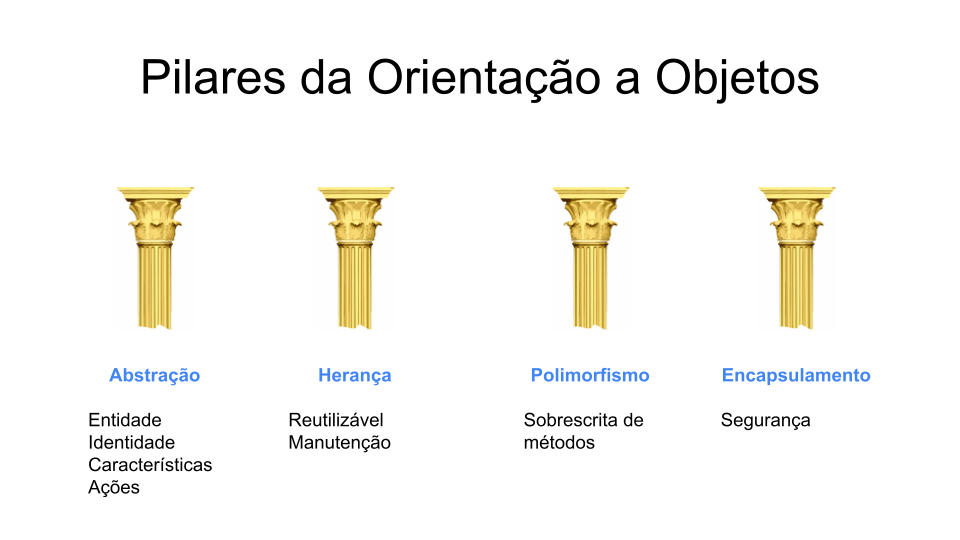 Pilares da Orientação a Objetos
Abstração
Entidade
Identidade
Características
Ações
Herança
Reutilizável
Manutenção
Polimorfismo
Sobrescrita de
métodos
Encapsulamento
Segurança